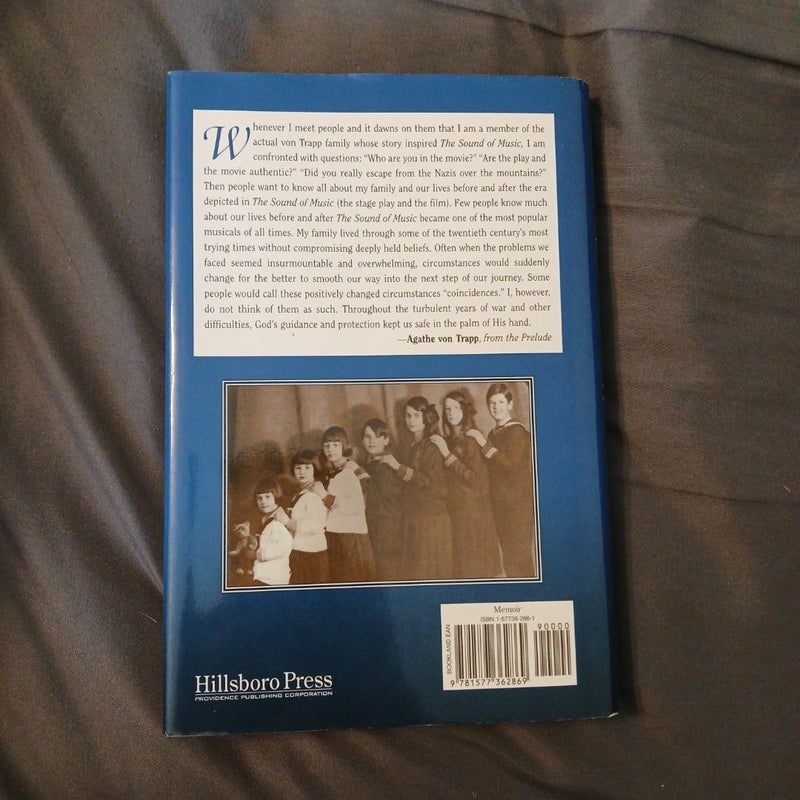 Whenever I meet people and it dawns on them that I am a member of the
actual von Trapp family whose story inspired The Sound of Music, I am
confronted with questions: “Who are you in the movie?” “Are the play and
the movie authentic?” “Did you really escape from the Nazis over the mountains?”
Then people want to know all about my family and our lives before and after the era
depicted in The Sound of Music (the stage play and the film). Few people know much
about our lives before and after The Sound of Music became one of the most popular
musicals of all times. My family lived through some of the twentieth century’s most
trying times without compromising deeply held beliefs. Often when the problems we
faced seemed insurmountable and overwhelming, circumstances would suddenly
change for the better to smooth our way into the next step of our journey. Some
people would call these positively changed circumstances “coincidences.” I, however,
do not think of them as such. Throughout the turbulent years of war and other
difficulties, God’s guidance and protection kept us safe in the palm of His hand.
—Agathe von Trapp, from the Prelude
Memoir
ISBN 1-57736-286-1
90000
BOOKLAND EAN
9 781577 362869
Hillsboro Press
PROVIDENCE PUBLISHING CORPORATION